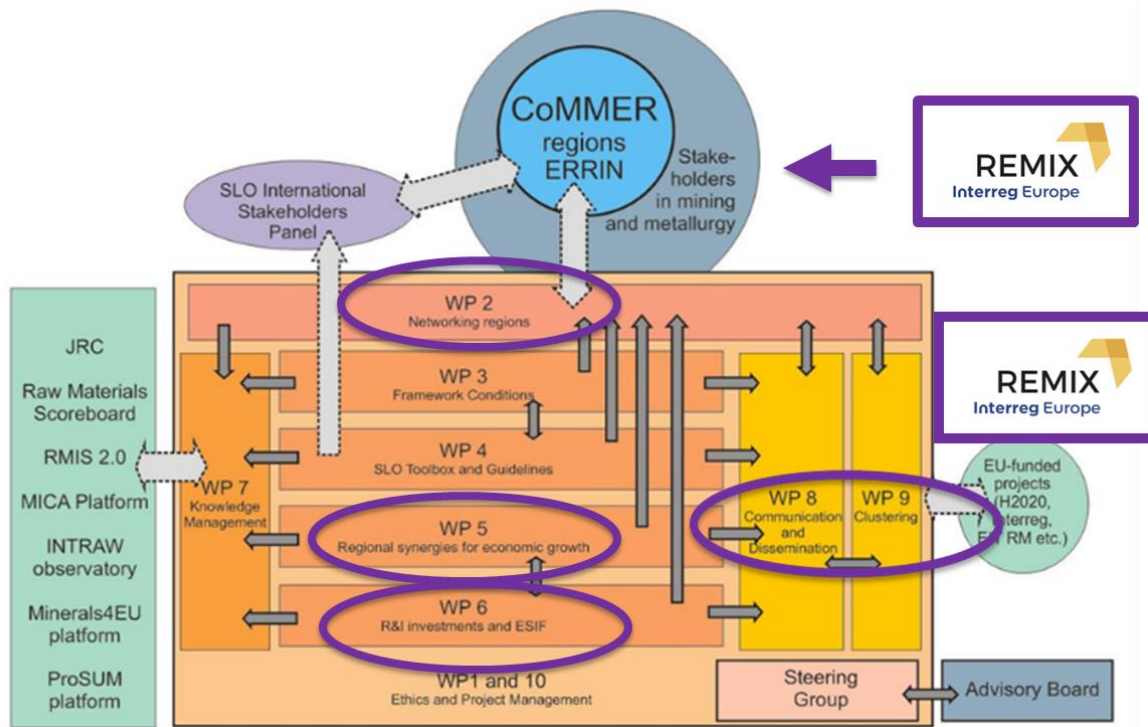 CoMMER
regions
ERRIN
Stake-
holders
in mining
and metallurgy
REMIX
Interreg Europe
SLO International
Stakeholders
Panel
WP 2
Networking regions
JRC
Raw Materials
Scoreboard
RMIS 2.0
MICA Platform
INTRAW
observatory
Minerals4EU
platform
ProSUM
platform
WP 7
Knowledge
Management
WP 3
Framework Conditions
WP 4
SLO Toolbox and Guidelines
WP 5
Regional synergies for economic growth
WP 6
R&I investments and ESIF
WP 8
Communication
and
Dissemination
WP 9
Clustering
REMIX
Interreg Europe
EU-funded
projects
(H2020,
Interreg,
EIT RM etc.)
WP1 and 10
Ethics and Project Management
Steering
Group
Advisory Board